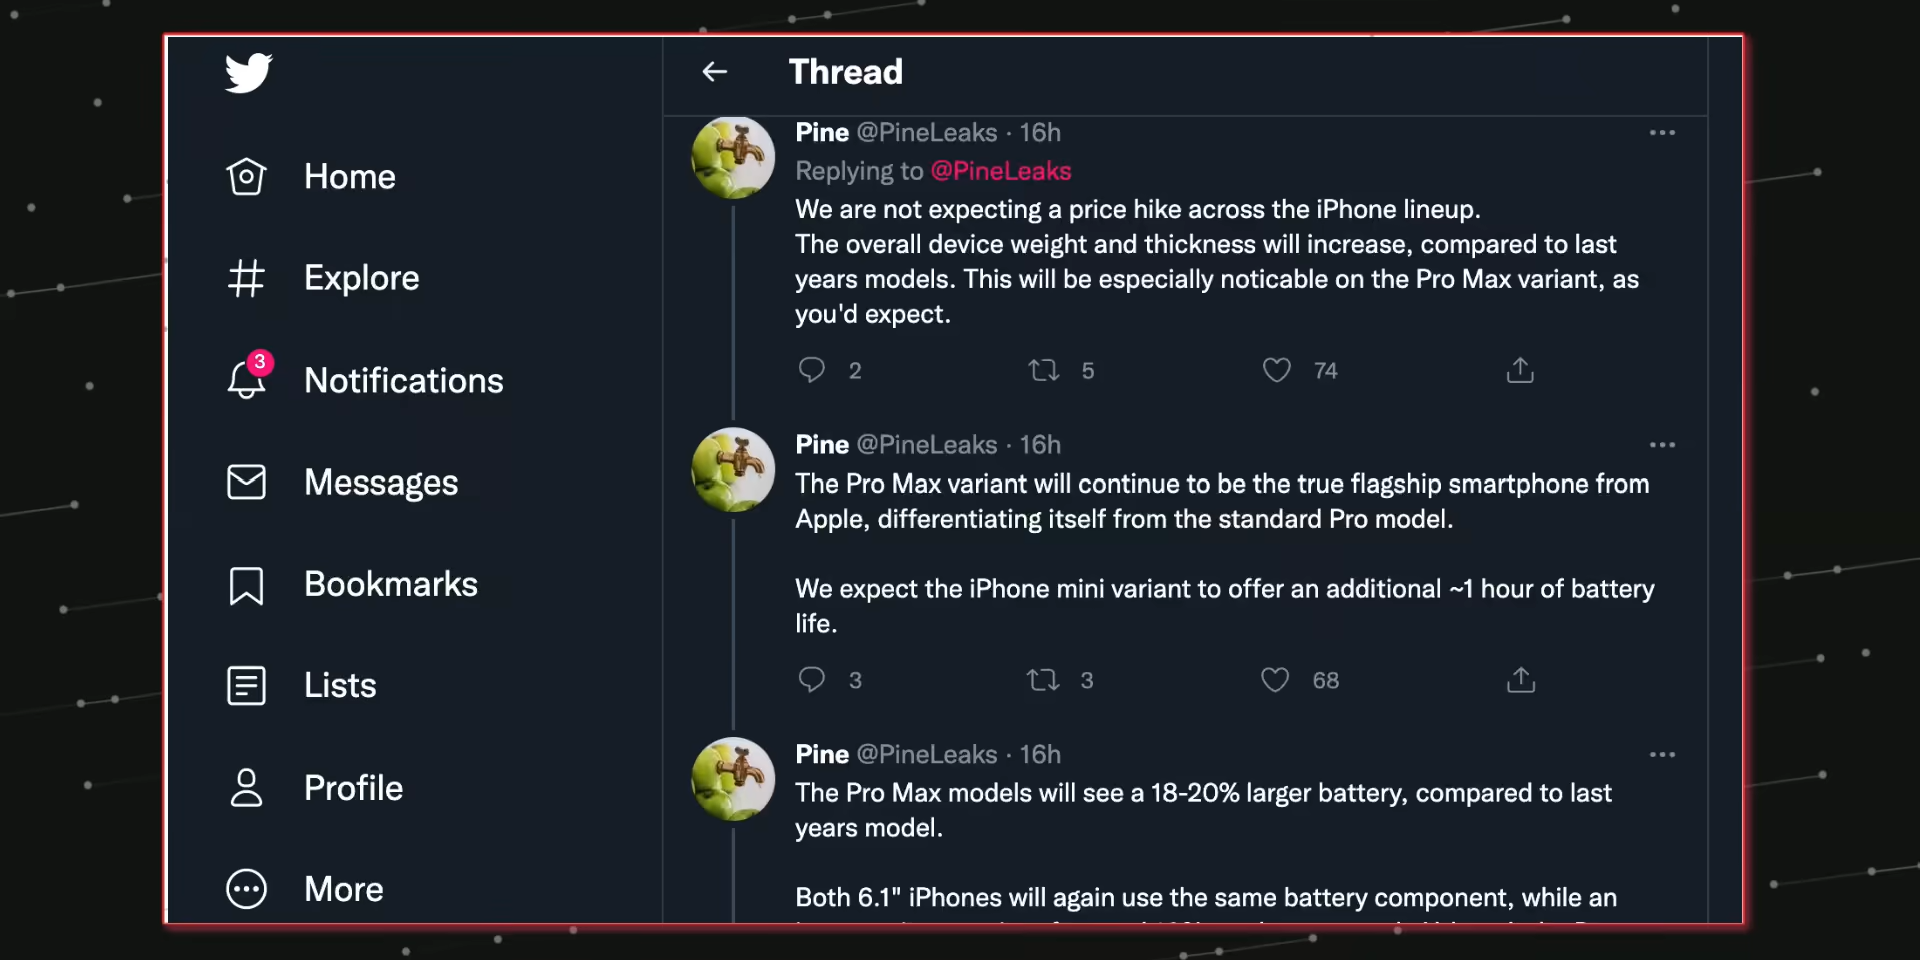 Thread
Home
Explore
3
Notifications
Messages
Bookmarks
Lists
Profile
More
Pine @PineLeaks · 16h
Replying to @PineLeaks
We are not expecting a price hike across the iPhone lineup.
The overall device weight and thickness will increase, compared to last
years models. This will be especially noticable on the Pro Max variant, as
you'd expect.
2 5 74
Pine @PineLeaks · 16h
The Pro Max variant will continue to be the true flagship smartphone from
Apple, differentiating itself from the standard Pro model.
We expect the iPhone mini variant to offer an additional ~1 hour of battery
life.
3 3 68
Pine @PineLeaks · 16h
The Pro Max models will see a 18-20% larger battery, compared to last
years model.
Both 6.1" iPhones will again use the same battery component, while an